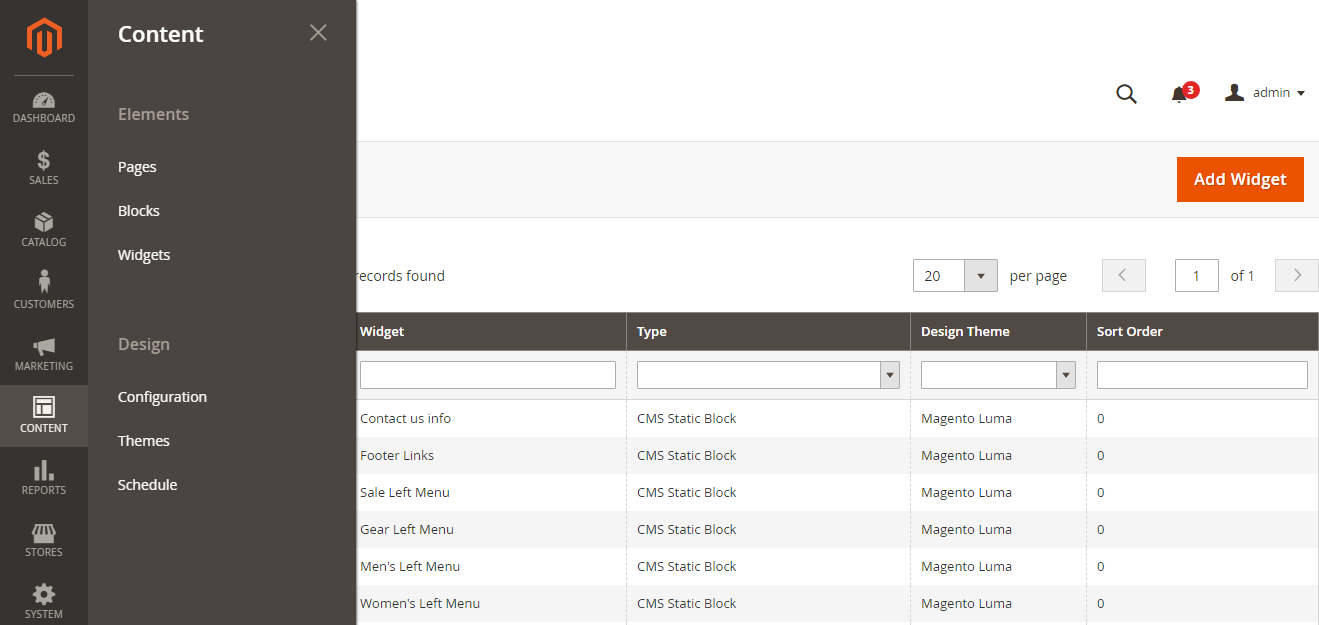 Content
DASHBOARD
SALES
CATALOG
CUSTOMERS
MARKETING
CONTENT
REPORTS
STORES
SYSTEM
Elements
Pages
Blocks
Widgets
Design
Configuration
Themes
Schedule
3
admin
Add Widget
records found
20 per page 1 of 1
Widget Type Design Theme Sort Order
Contact us info CMS Static Block Magento Luma 0
Footer Links CMS Static Block Magento Luma 0
Sale Left Menu CMS Static Block Magento Luma 0
Gear Left Menu CMS Static Block Magento Luma 0
Men's Left Menu CMS Static Block Magento Luma 0
Women's Left Menu CMS Static Block Magento Luma 0